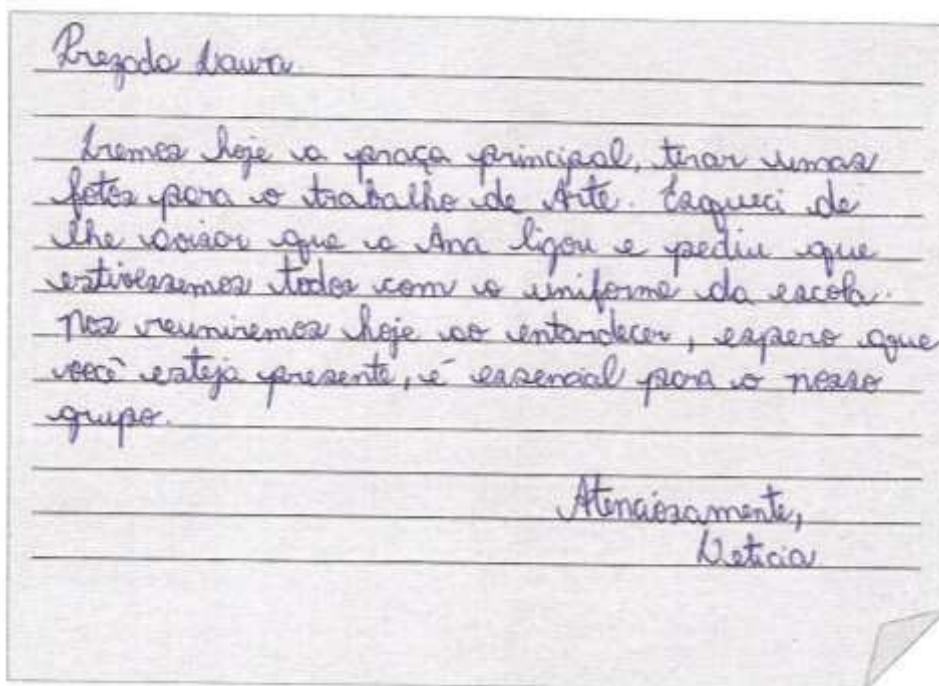 Prezada Laura.
Iremos hoje a praça principal, tirar umas
fotos para o trabalho de Arte. Esqueci de
lhe avisar que a Ana ligou e pediu que
estivessemos todos com o uniforme da escola.
Nos reuniremos hoje ao entardecer, espero que
você esteja presente, é essencial para o nosso
grupo.
Atenciosamente,
Leticia